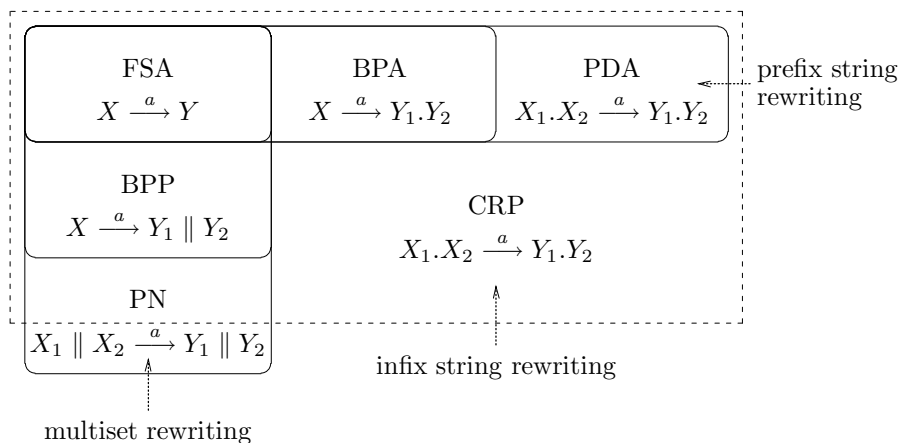 FSA
BPA
PDA
X —a→ Y
X —a→ Y₁.Y₂
X₁.X₂ —a→ Y₁.Y₂
prefix string
rewriting
BPP
X —a→ Y₁ ∥ Y₂
CRP
X₁.X₂ —a→ Y₁.Y₂
PN
X₁ ∥ X₂ —a→ Y₁ ∥ Y₂
infix string rewriting
multiset rewriting